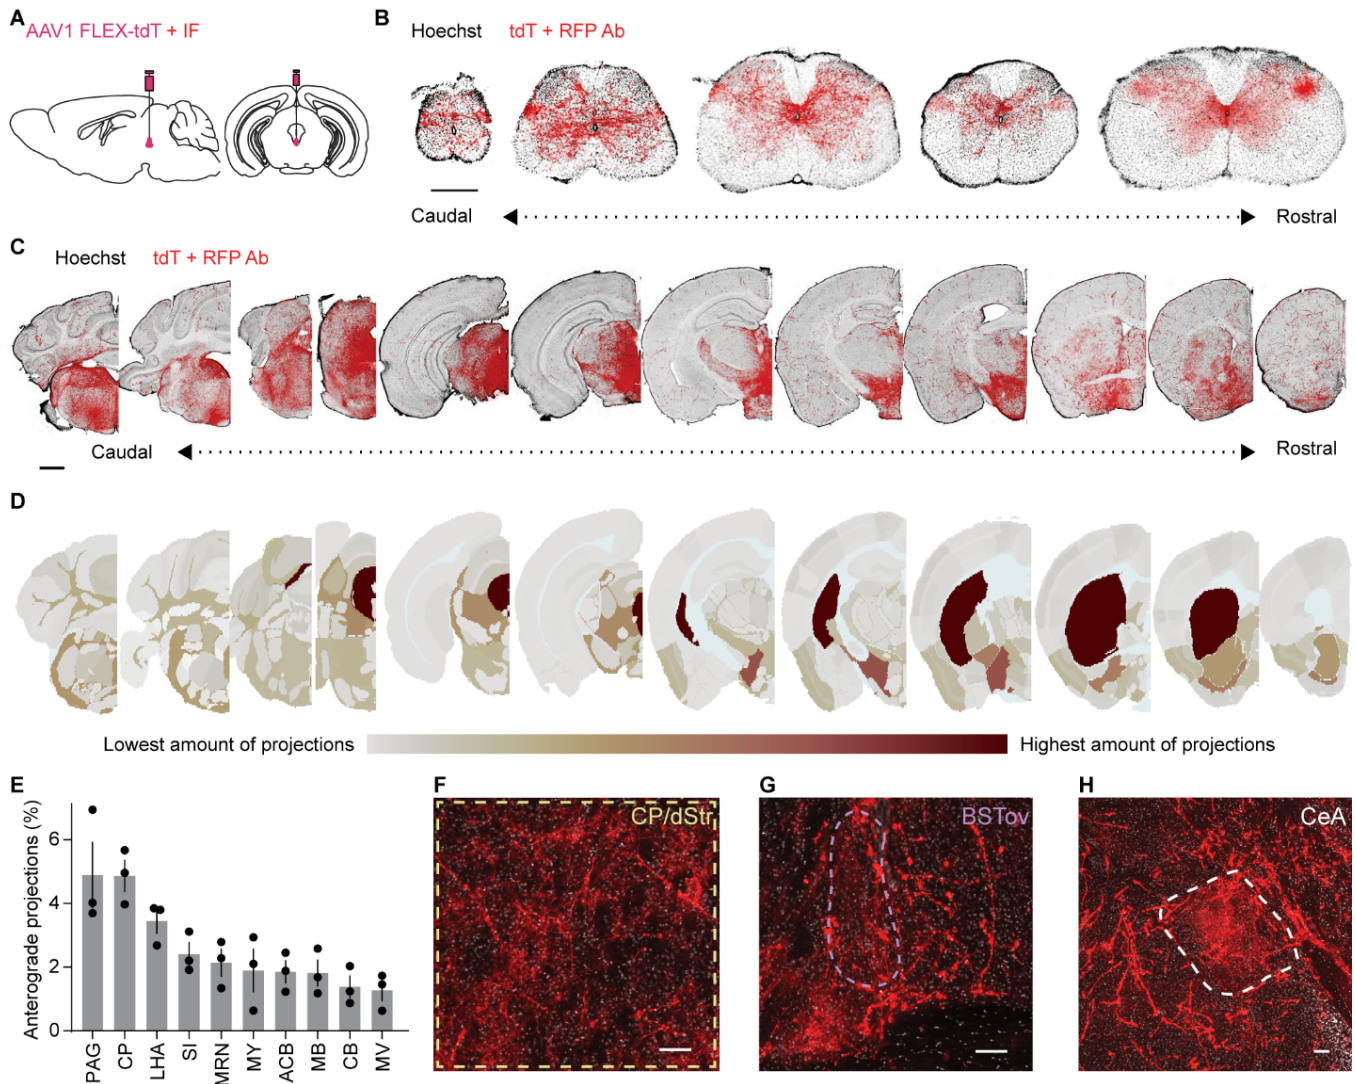 A
AAV1 FLEX-tdT + IF
B
Hoechst tdT + RFP Ab
Caudal Rostral
C
Hoechst tdT + RFP Ab
Caudal Rostral
D
Lowest amount of projections Highest amount of projections
E
Anterograde projections (%)
6
4
2
0
PAG CP LHA SI MRN MY ACB MB CB MV
F
CP/dStr
G
BSTov
H
CeA